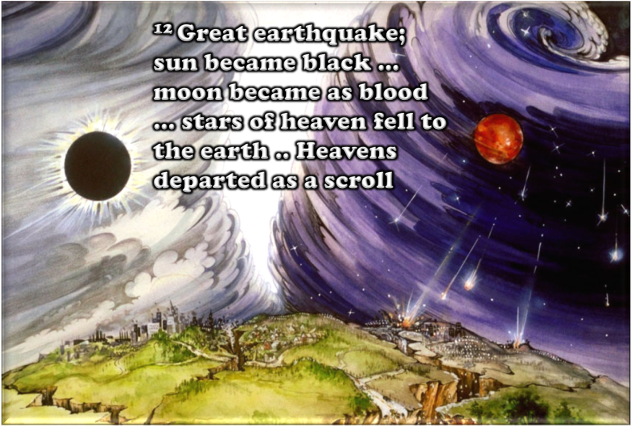 ¹² Great earthquake;
sun became black ...
moon became as blood
... stars of heaven fell to
the earth .. Heavens
departed as a scroll